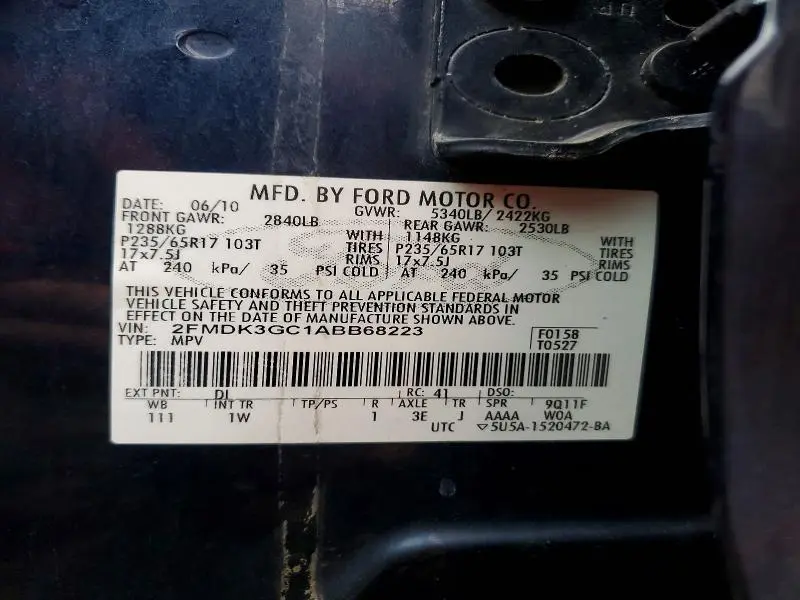 MFD. BY FORD MOTOR CO.
DATE: 06/10 GVWR: 5340LB/ 2422KG
FRONT GAWR: 2840LB REAR GAWR: 2530LB
1288KG WITH 1148KG WITH
P235/65R17 103T TIRES P235/65R17 103T TIRES
17x7.5J RIMS 17x7.5J RIMS
AT 240 kPa/ 35 PSI COLD AT 240 kPa/ 35 PSI COLD
THIS VEHICLE CONFORMS TO ALL APPLICABLE FEDERAL MOTOR
VEHICLE SAFETY AND THEFT PREVENTION STANDARDS IN
EFFECT ON THE DATE OF MANUFACTURE SHOWN ABOVE.
VIN: 2FMDK3GC1ABB68223 F0158
TYPE: MPV T0527
EXT PNT: DI RC: 41 DSO:
WB INT TR TP/PS R AXLE TR SPR 9Q11F
111 1W 1 3E J AAAA W0A
UTC ▽5U5A-1520472-BA